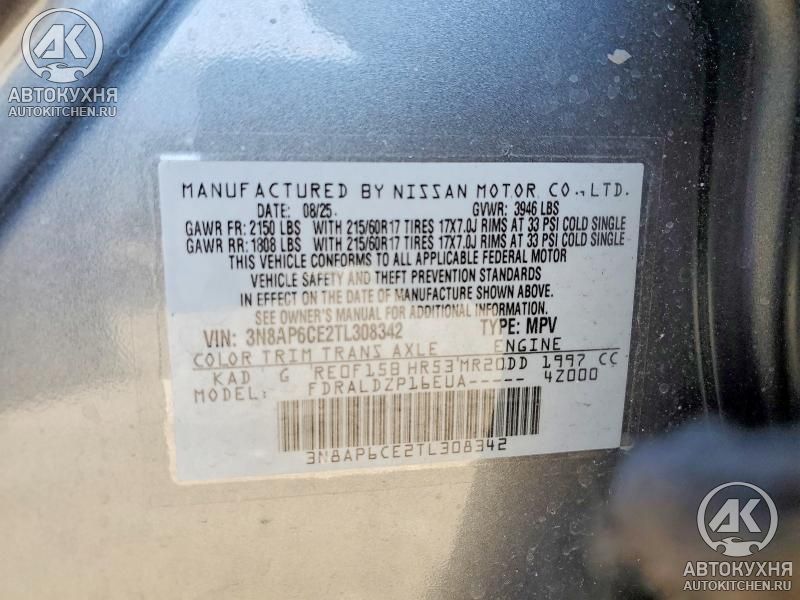 AK
АВТОКУХНЯ
AUTOKITCHEN.RU
MANUFACTURED BY NISSAN MOTOR CO., LTD.
DATE: 08/25. GVWR: 3946 LBS
GAWR FR: 2150 LBS WITH 215/60R17 TIRES 17X7.0J RIMS AT 33 PSI COLD SINGLE
GAWR RR: 1808 LBS WITH 215/60R17 TIRES 17X7.0J RIMS AT 33 PSI COLD SINGLE
THIS VEHICLE CONFORMS TO ALL APPLICABLE FEDERAL MOTOR
VEHICLE SAFETY AND THEFT PREVENTION STANDARDS
IN EFFECT ON THE DATE OF MANUFACTURE SHOWN ABOVE.
SEE OWNER'S MANUAL FOR ADDITIONAL INFORMATION.
VIN: 3N8AP6CE2TL308342 TYPE: MPV
COLOR TRIM TRANS AXLE ENGINE
KAD G RE0F15B HR53 MR20DD 1997 CC
MODEL: FDRALDZP16EUA----- 4Z000
3N8AP6CE2TL308342
AK
АВТОКУХНЯ
AUTOKITCHEN.RU